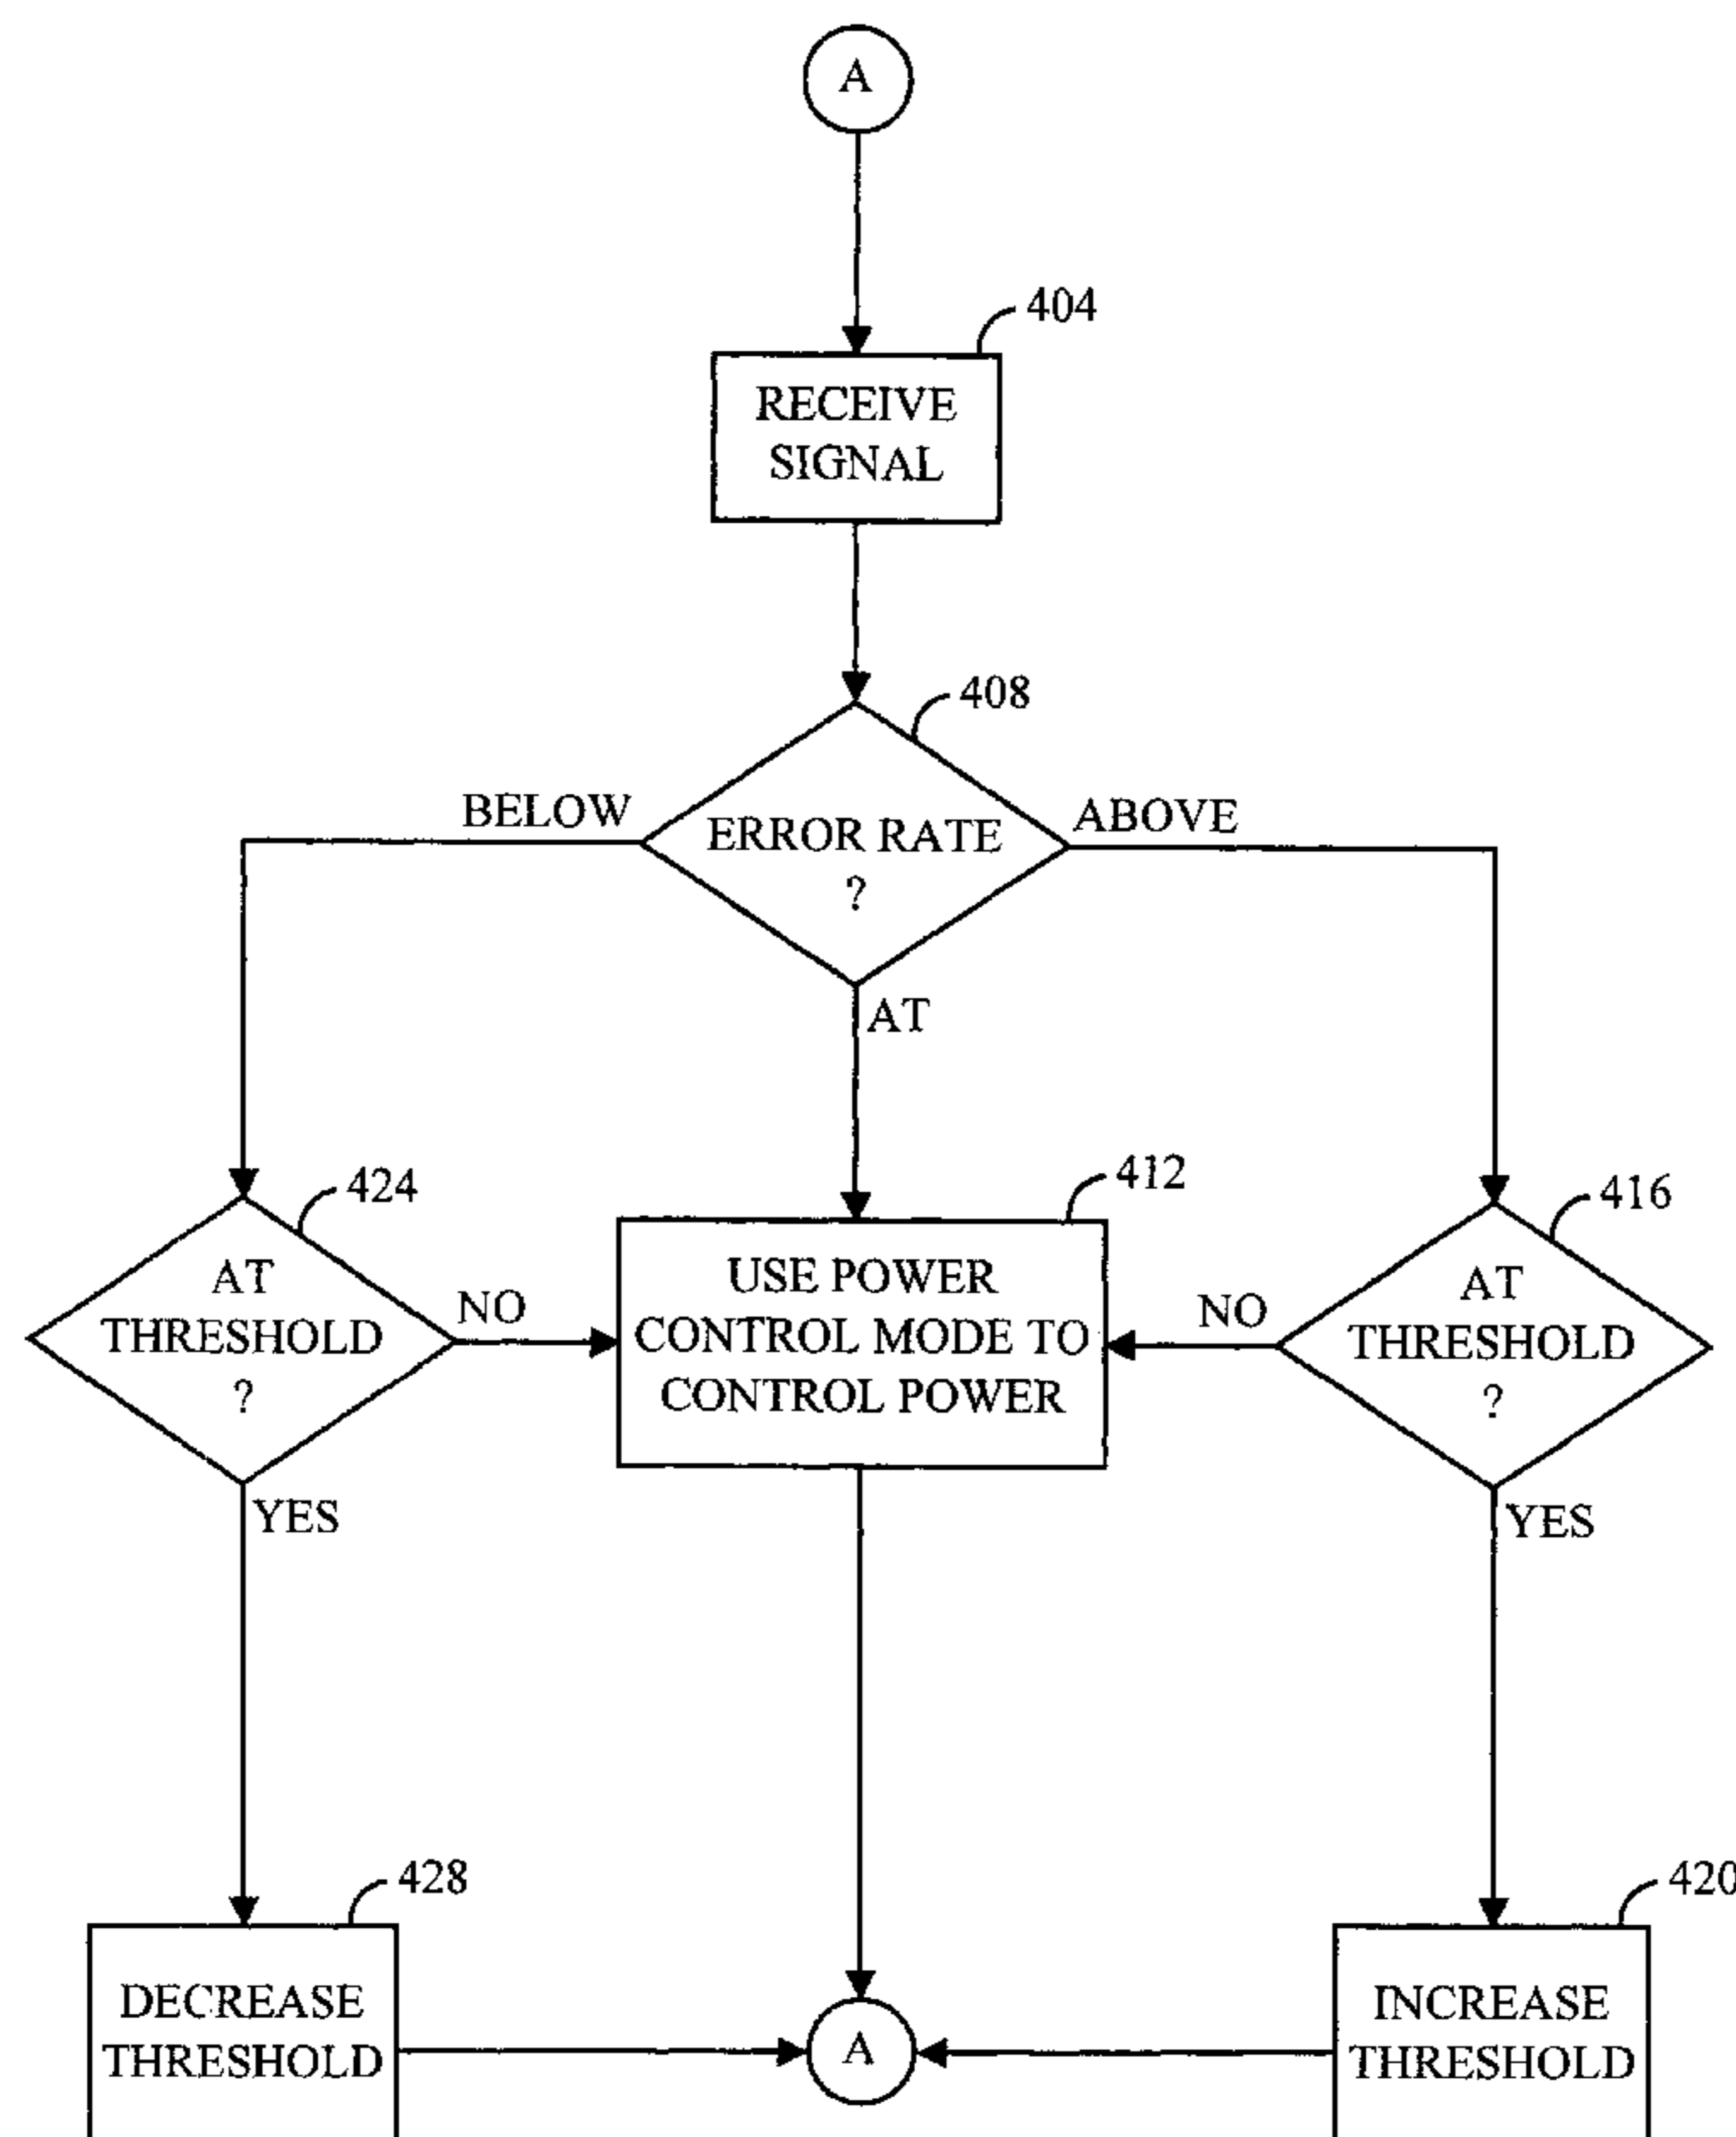 A
404
RECEIVE
SIGNAL
408
BELOW
ERROR RATE
?
ABOVE
AT
424
AT
THRESHOLD
?
NO
412
USE POWER
CONTROL MODE TO
CONTROL POWER
NO
416
AT
THRESHOLD
?
YES
YES
428
DECREASE
THRESHOLD
A
420
INCREASE
THRESHOLD